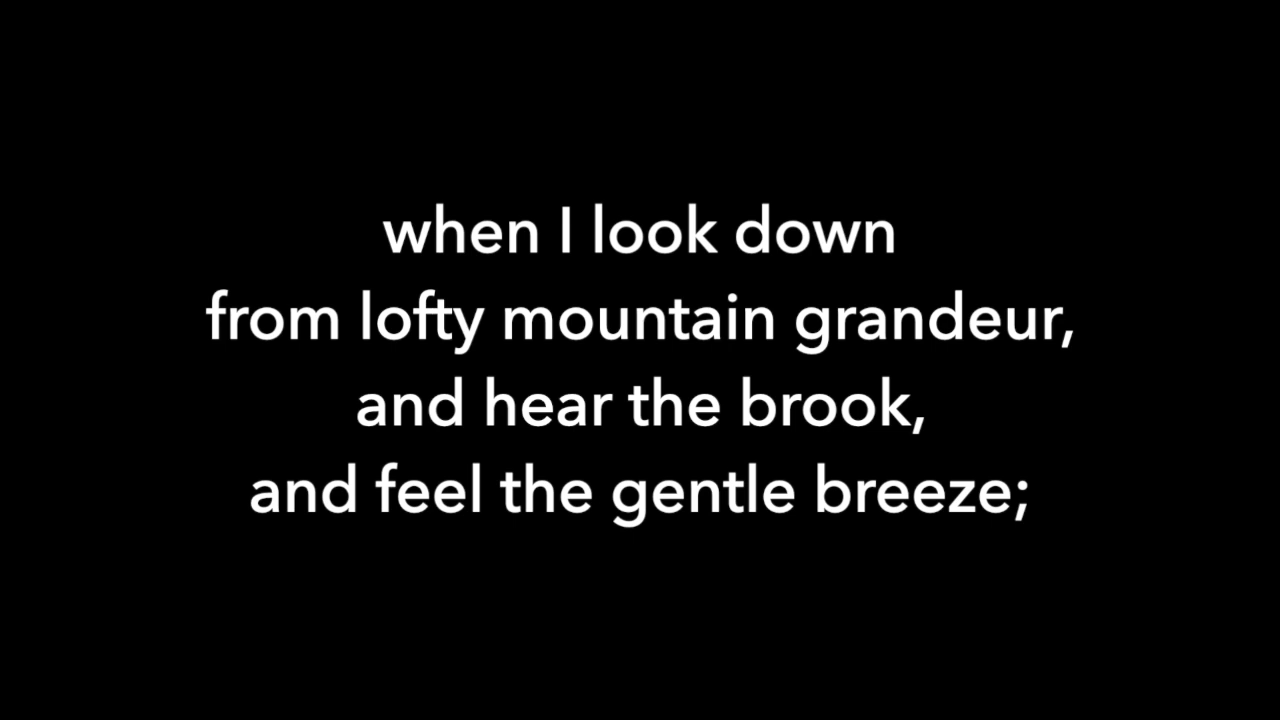 when I look down
from lofty mountain grandeur,
and hear the brook,
and feel the gentle breeze;